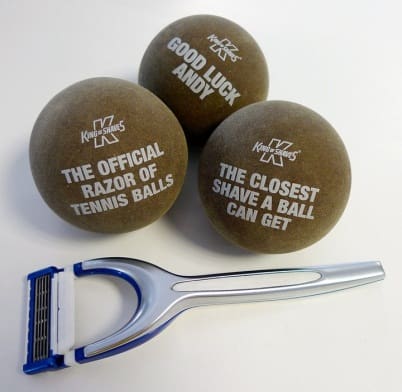 KING OF SHAVES
GOOD LUCK
ANDY
KING OF SHAVES
THE OFFICIAL
RAZOR OF
TENNIS BALLS
KING OF SHAVES
THE CLOSEST
SHAVE A BALL
CAN GET